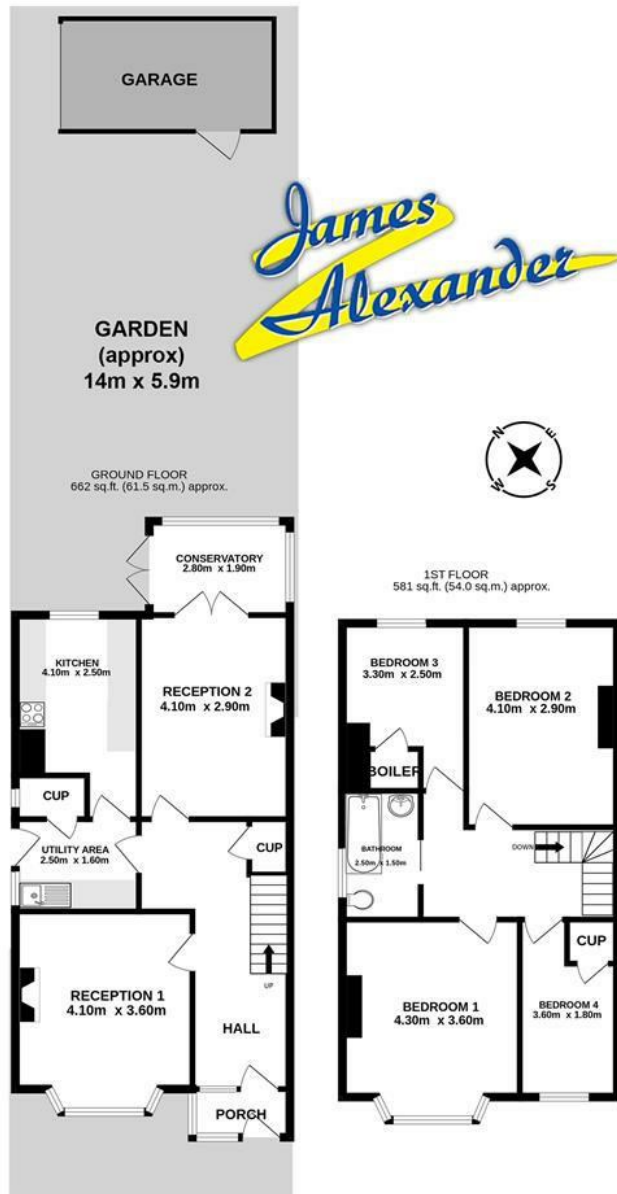 GARAGE
James
Alexander
GARDEN
(approx)
14m x 5.9m
N
E
W
S
GROUND FLOOR
662 sq.ft. (61.5 sq.m.) approx.
CONSERVATORY
2.80m x 1.90m
KITCHEN
4.10m x 2.50m
RECEPTION 2
4.10m x 2.90m
CUP
UTILITY AREA
2.50m x 1.60m
CUP
UP
RECEPTION 1
4.10m x 3.60m
HALL
PORCH
1ST FLOOR
581 sq.ft. (54.0 sq.m.) approx.
BEDROOM 3
3.30m x 2.50m
BEDROOM 2
4.10m x 2.90m
BOILER
BATHROOM
2.50m x 1.50m
DOWN
CUP
BEDROOM 1
4.30m x 3.60m
BEDROOM 4
3.60m x 1.80m